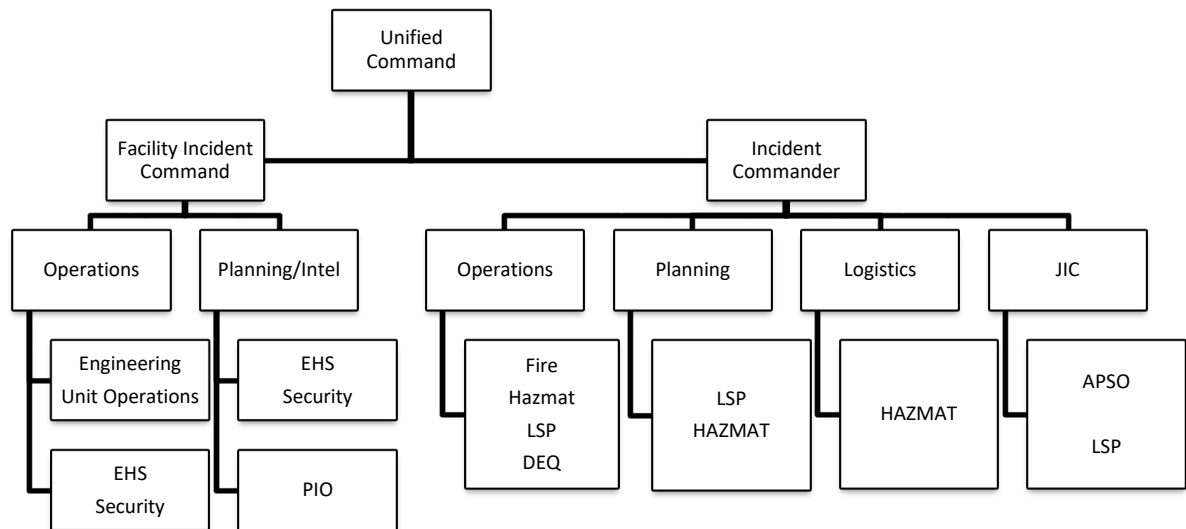 Unified
Command
Facility Incident
Command
Incident
Commander
Operations
Planning/Intel
Operations
Planning
Logistics
JIC
Engineering
Unit Operations
EHS
Security
EHS
Security
PIO
Fire
Hazmat
LSP
DEQ
LSP
HAZMAT
HAZMAT
APSO
LSP